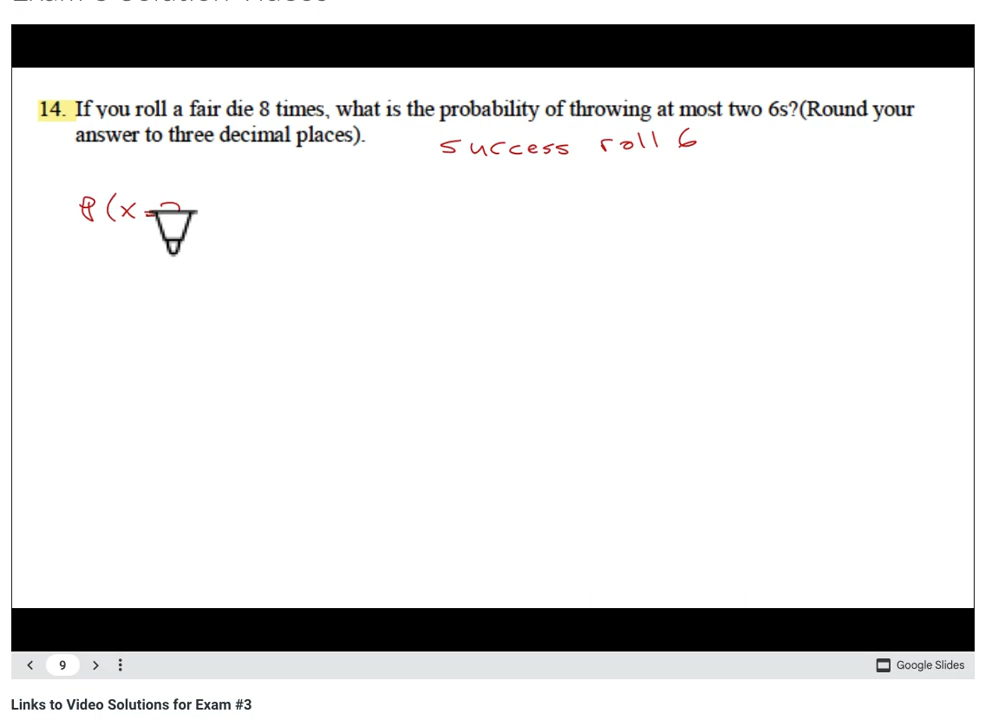 14. If you roll a fair die 8 times, what is the probability of throwing at most two 6s?(Round your
answer to three decimal places).
success roll 6
P(x=
9
Google Slides
Links to Video Solutions for Exam #3